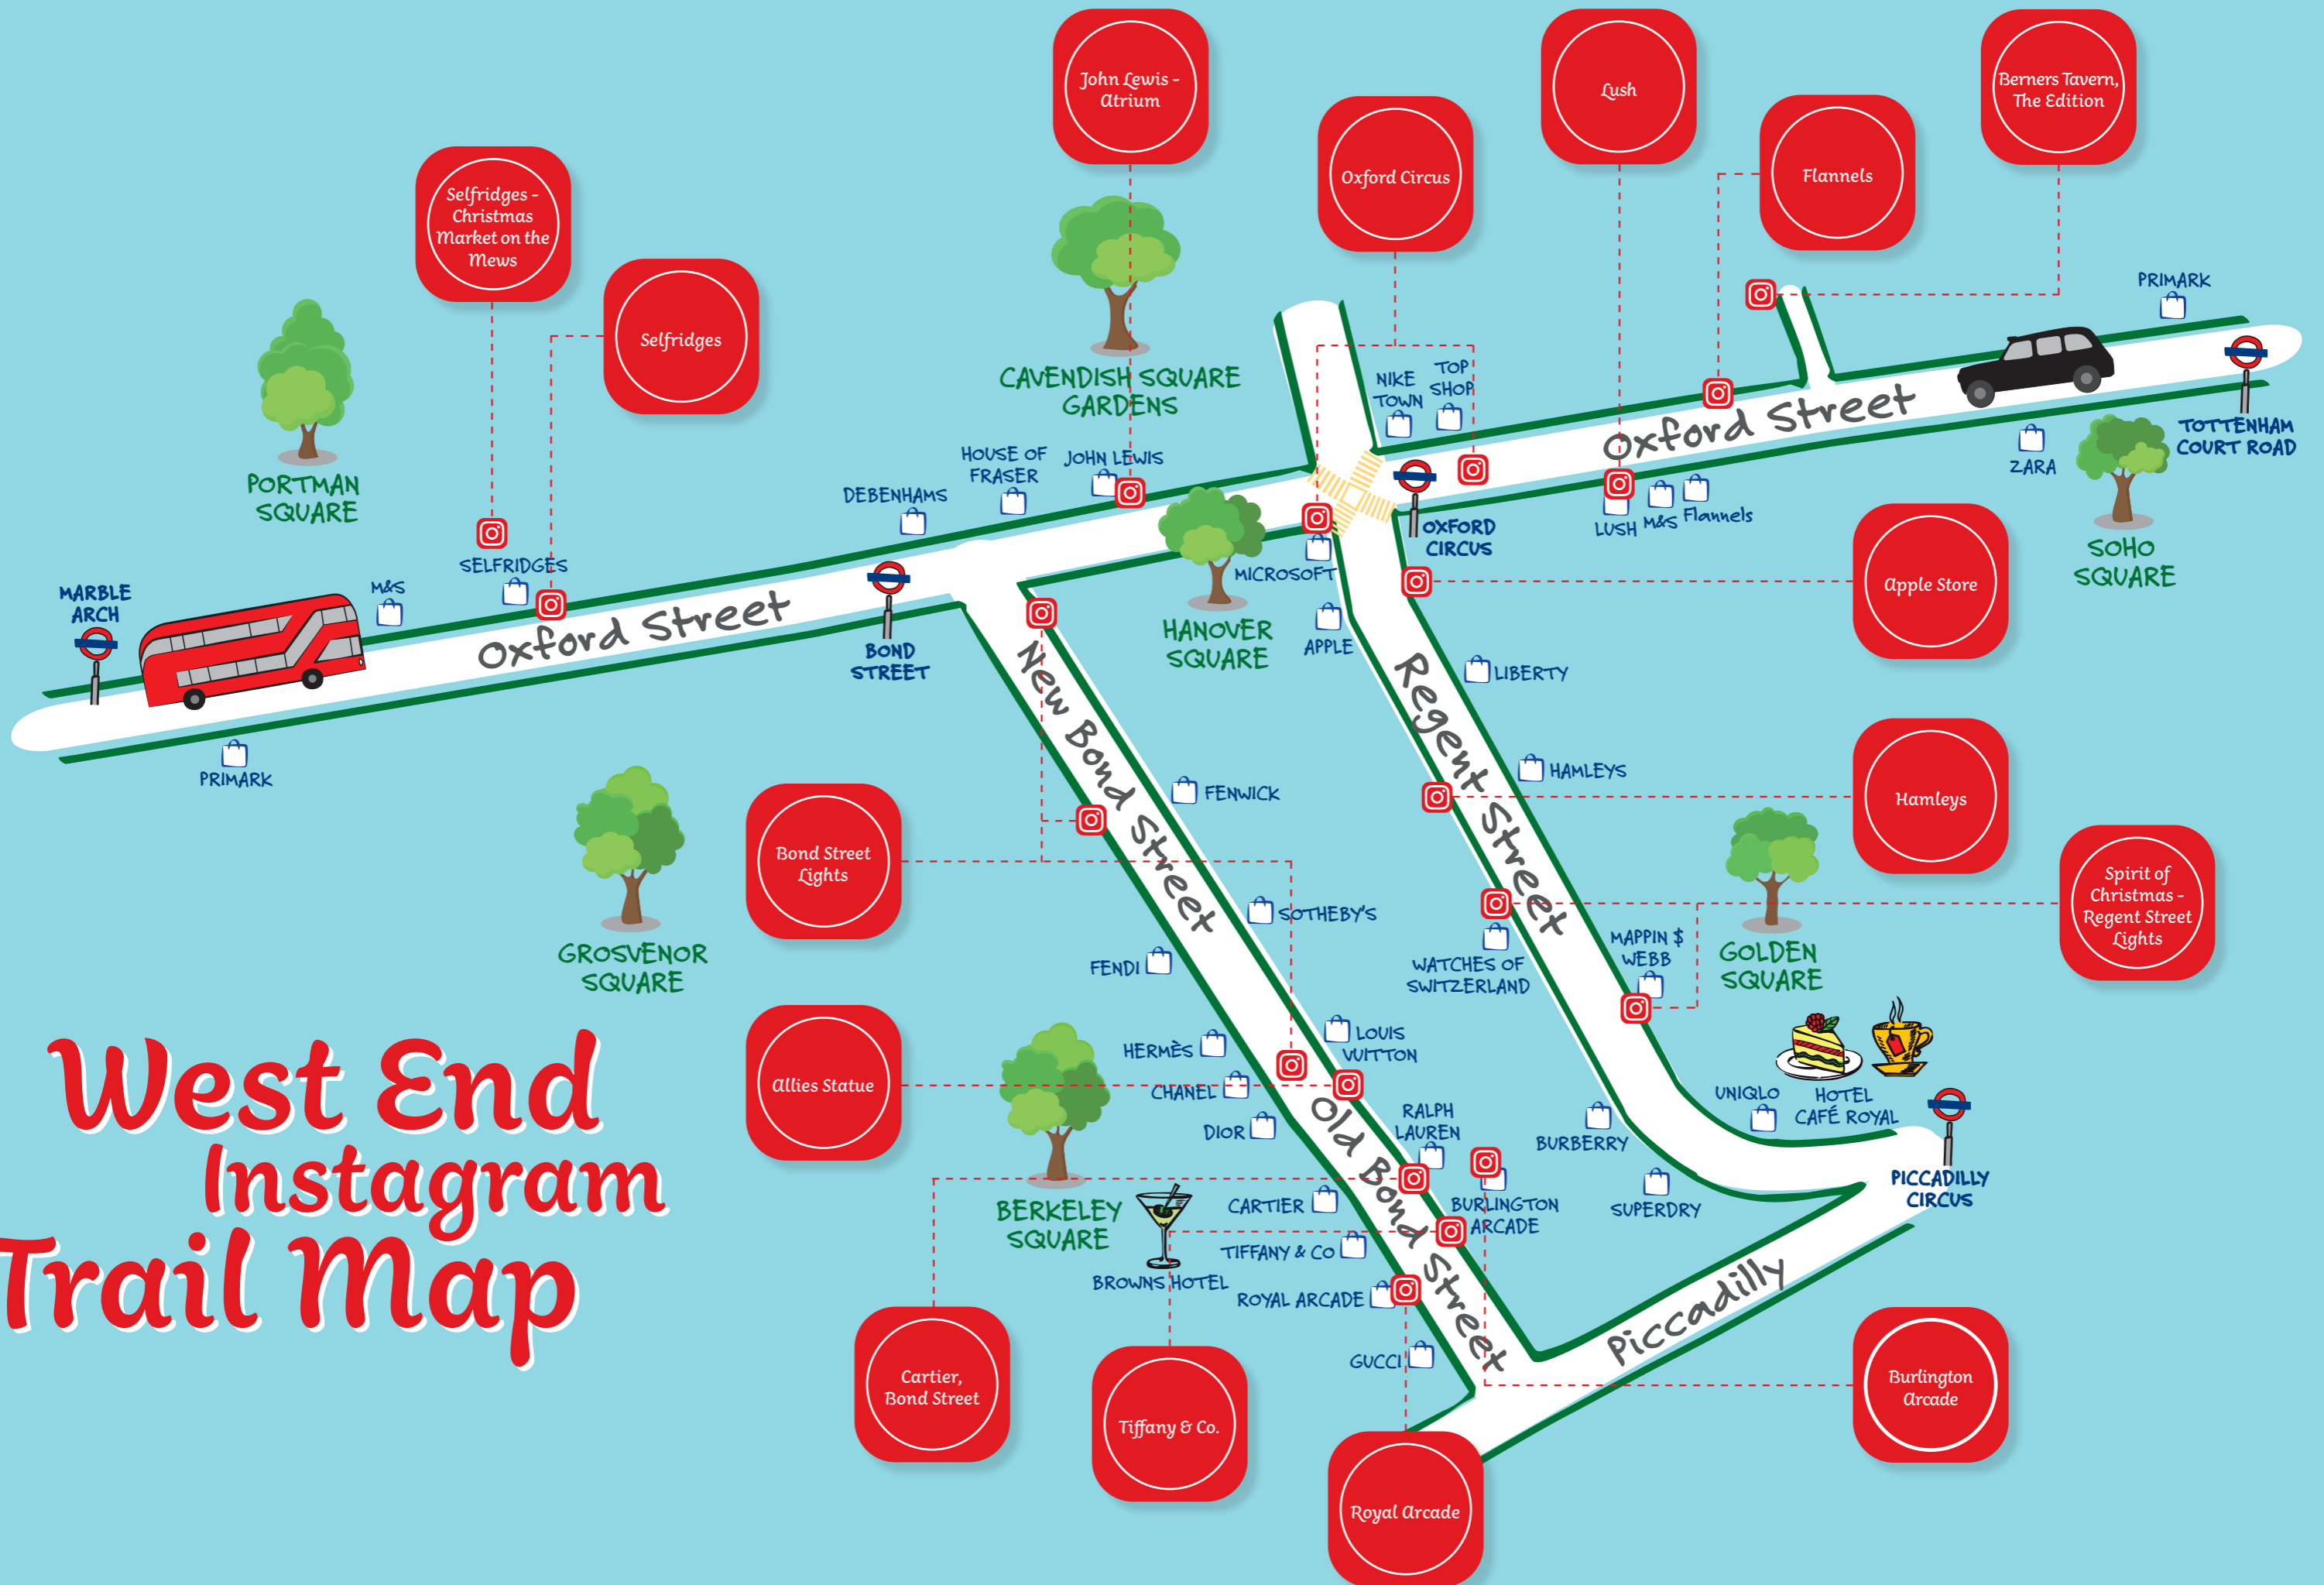 John Lewis -
Atrium
Lush
Berners Tavern,
The Edition
Oxford Circus
Flannels
Selfridges -
Christmas
Market on the
Mews
Selfridges
PRIMARK
CAVENDISH SQUARE
GARDENS
NIKE
TOWN
TOP
SHOP
Oxford Street
TOTTENHAM
COURT ROAD
ZARA
PORTMAN
SQUARE
HOUSE OF
FRASER
JOHN LEWIS
DEBENHAMS
OXFORD
CIRCUS
LUSH
M&S
Flannels
SOHO
SQUARE
SELFRIDGES
M&S
MARBLE
ARCH
MICROSOFT
Apple Store
Oxford Street
BOND
STREET
HANOVER
SQUARE
APPLE
LIBERTY
New Bond Street
Regent Street
PRIMARK
FENWICK
HAMLEYS
Hamleys
Bond Street
Lights
Spirit of
Christmas -
Regent Street
Lights
SOTHEBY'S
GROSVENOR
SQUARE
FENDI
WATCHES OF
SWITZERLAND
MAPPIN $
WEBB
GOLDEN
SQUARE
West End
Instagram
Trail Map
HERMÈS
LOUIS
VUITTON
Allies Statue
CHANEL
DIOR
Old Bond Street
RALPH
LAUREN
UNIQLO
HOTEL
CAFÉ ROYAL
BURBERRY
PICCADILLY
CIRCUS
BERKELEY
SQUARE
CARTIER
BURLINGTON
ARCADE
SUPERDRY
TIFFANY & CO
BROWNS HOTEL
ROYAL ARCADE
Piccadilly
GUCCI
Cartier,
Bond Street
Tiffany & Co.
Burlington
Arcade
Royal Arcade